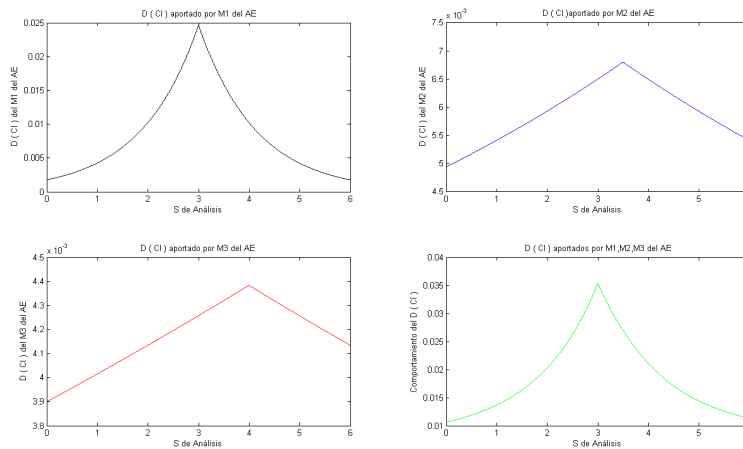 D ( CI ) aportado por M1 del AE
D ( CI ) del M1 del AE
0.025
0.02
0.015
0.01
0.005
0
0 1 2 3 4 5 6
S de Análisis
D ( CI )aportado por M2 del AE
x 10-3
D ( CI ) del M2 del AE
7.5
7
6.5
6
5.5
5
4.5
0 1 2 3 4 5
S de Análisis
D ( CI ) aportado por M3 del AE
x 10-3
D ( CI ) del M3 del AE
4.5
4.4
4.3
4.2
4.1
4
3.9
3.8
0 1 2 3 4 5 6
S de Análisis
D ( CI ) aportados por M1,M2,M3 del AE
Comportamiento del D ( CI )
0.04
0.035
0.03
0.025
0.02
0.015
0.01
0 1 2 3 4 5
S de Análisis